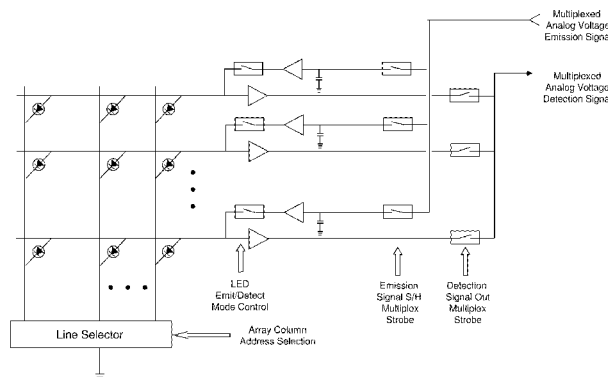 Multiplexed
Analog Voltage
Emission Signal
Multiplexed
Analog Voltage
Detection Signal
LED
Emit/Detect
Mode Control
Emission
Signal S/H
Multiplex
Strobe
Detection
Signal Out
Multiplex
Strobe
Line Selector
Array Column
Address Selection